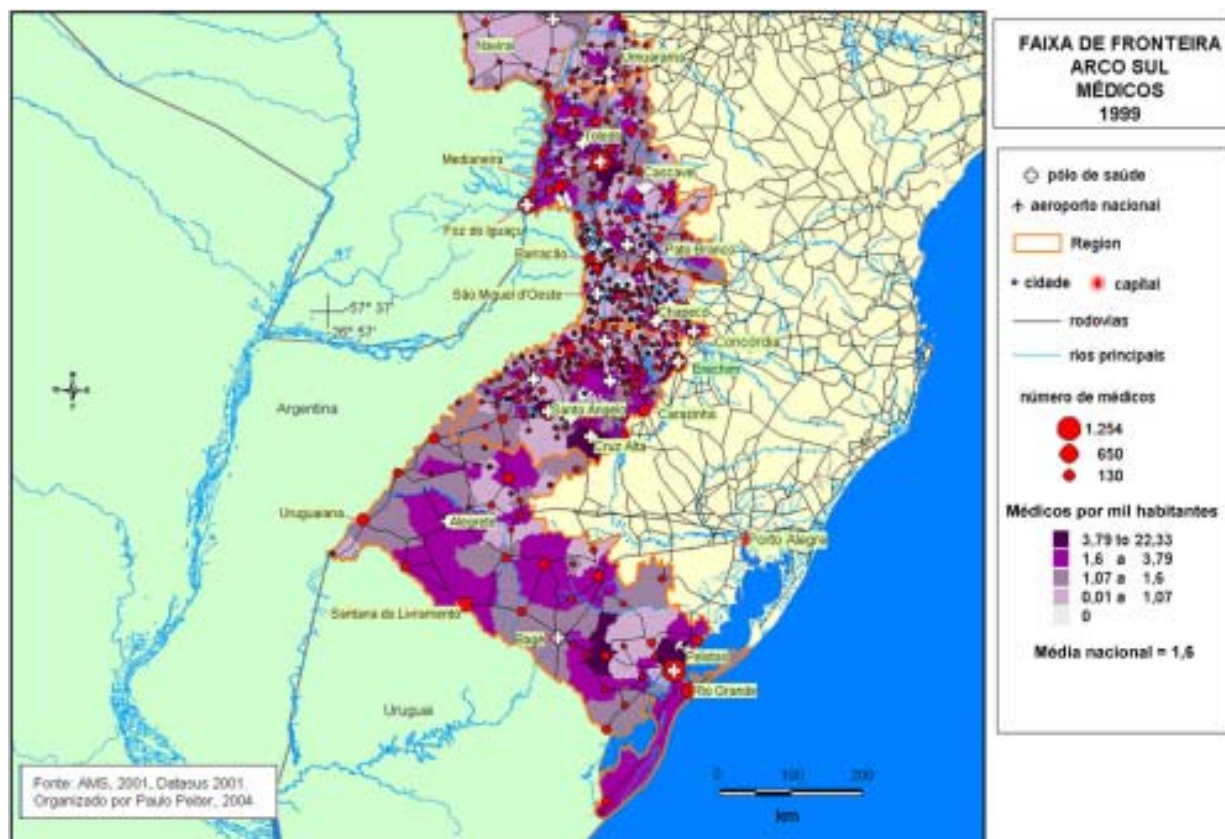 FAIXA DE FRONTEIRA
ARCO SUL
MÉDICOS
1999
pólo de saúde
aeroporto nacional
Region
cidade capital
rodovias
rios principais
número de médicos
1.254
650
130
Médicos por mil habitantes
3,79 to 22,33
1,6 a 3,79
1,07 a 1,6
0,01 a 1,07
0
Média nacional = 1,6
Naviraí
Umuarama
Toledo
Medianeira
Cascavel
Foz do Iguaçu
Barracão
Pato Branco
São Miguel d'Oeste
-57° 37'
26° 57'
Chapecó
Concórdia
Erechim
Argentina
Santo Angelo
Carazinho
Cruz Alta
Uruguaiana
Alegrete
Porto Alegre
Santana do Livramento
Bagé
Pelotas
Rio Grande
Uruguai
0 100 200
km
Fonte: AMS, 2001, Datasus 2001.
Organizado por Paulo Peiter, 2004.